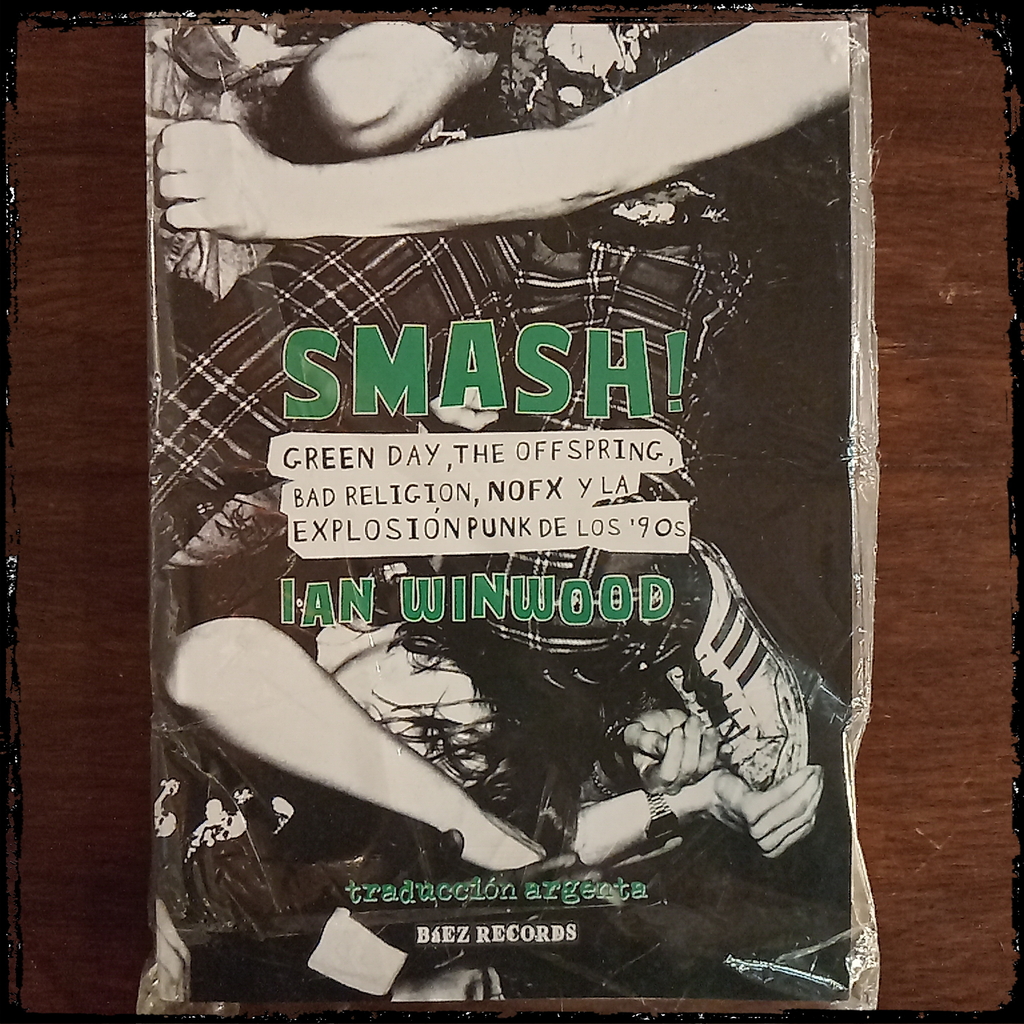 SMASH!
GREEN DAY, THE OFFSPRING,
BAD RELIGION, NOFX Y LA
EXPLOSIÓN PUNK DE LOS '90s
IAN WINWOOD
traducción argenta
BáEZ RECORDS